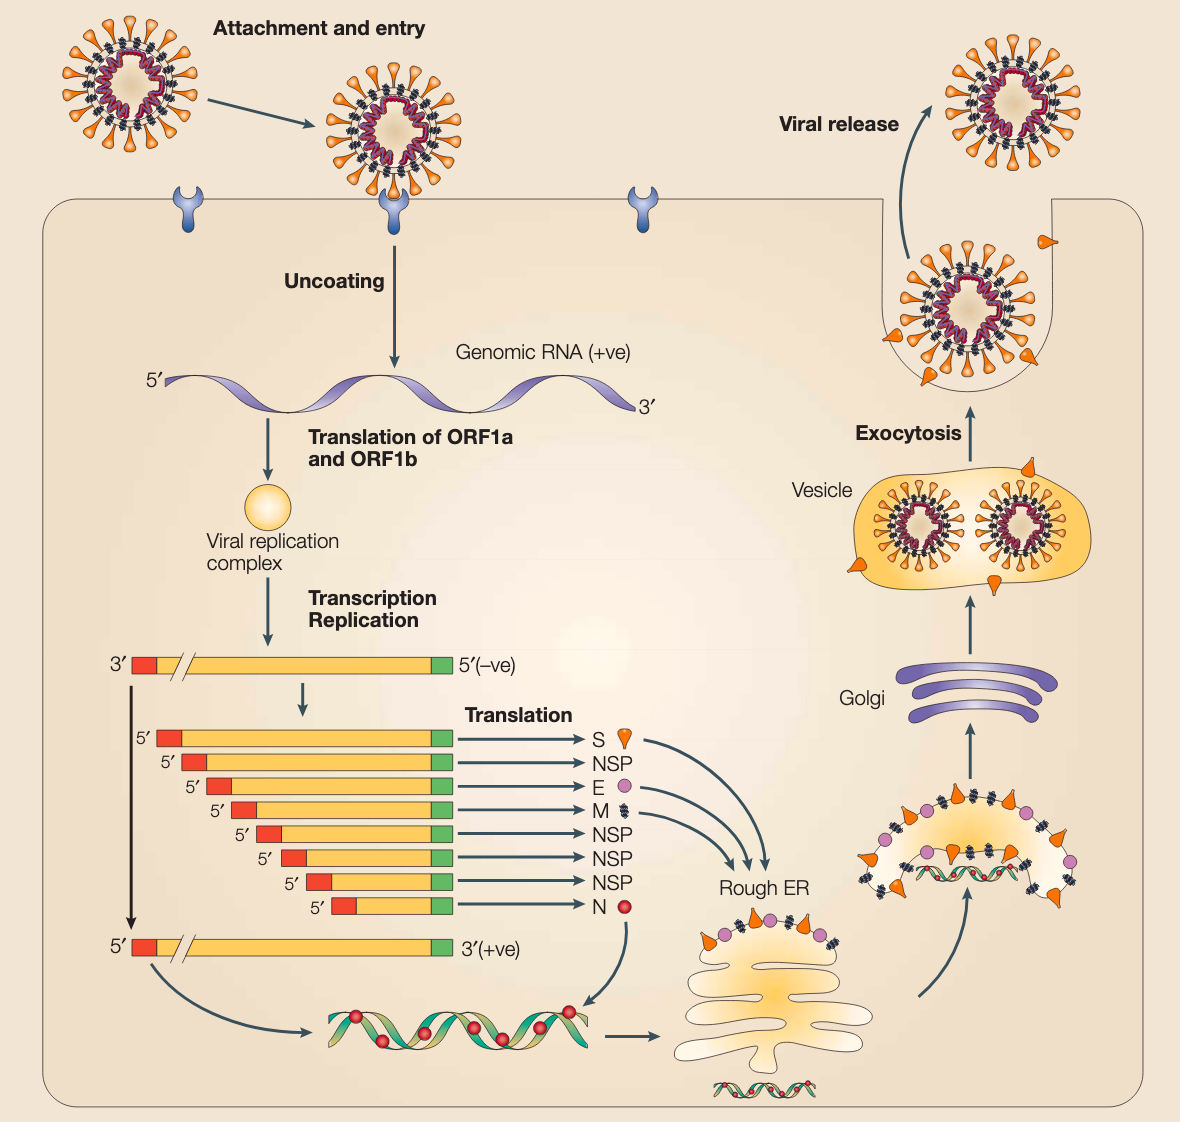 Attachment and entry
Viral release
Uncoating
Genomic RNA (+ve)
5′
3′
Translation of ORF1a
and ORF1b
Exocytosis
Vesicle
Viral replication
complex
Transcription
Replication
3′
5′(–ve)
Golgi
Translation
5′
S
5′
NSP
5′
E
5′
M
5′
NSP
5′
NSP
5′
NSP
5′
N
Rough ER
5′
3′(+ve)